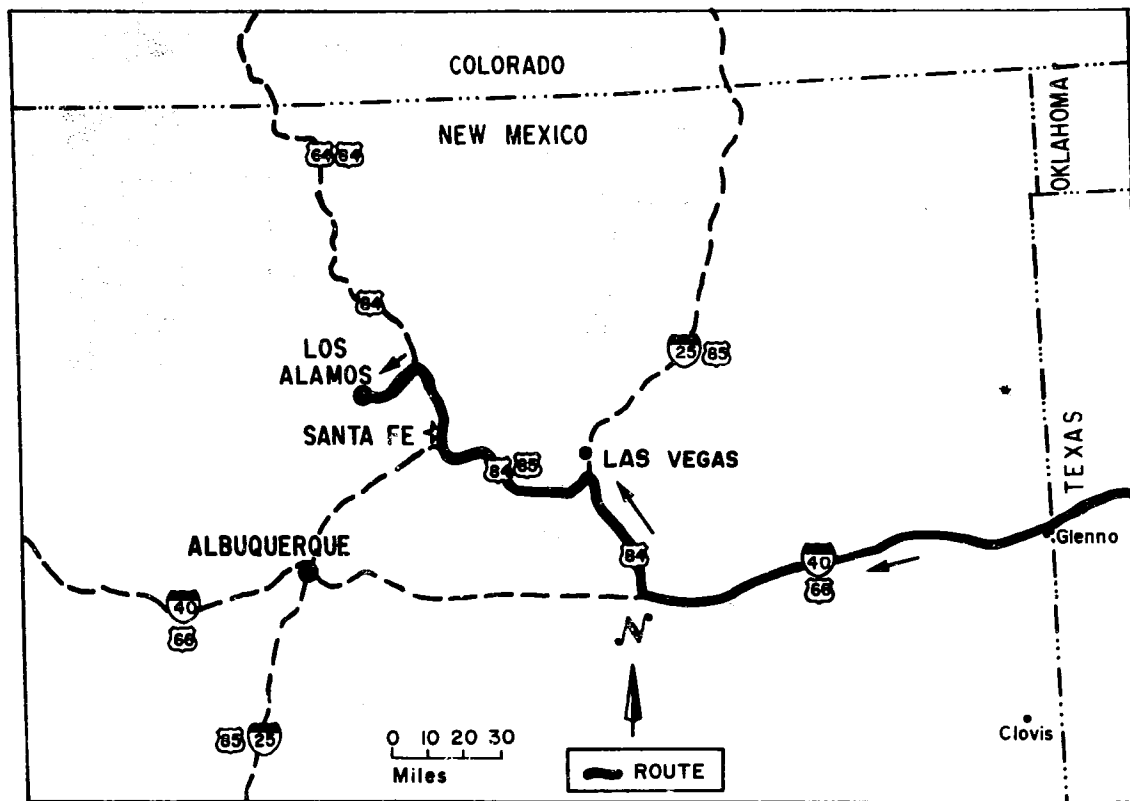 COLORADO
NEW MEXICO
OKLAHOMA
64 84
84
LOS
ALAMOS
25 85
SANTA FE
84 85
LAS VEGAS
TEXAS
ALBUQUERQUE
84
40
66
Glenno
40
66
N
85 25
0 10 20 30
Miles
ROUTE
Clovis